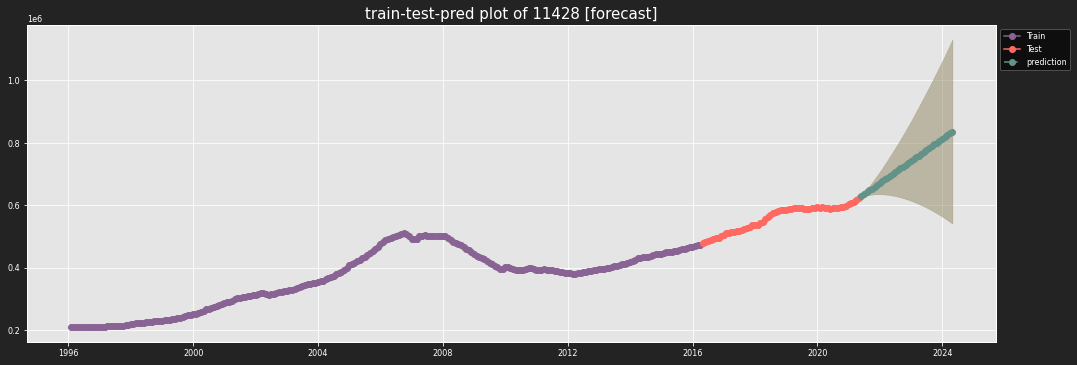 train-test-pred plot of 11428 [forecast]
1e6
Train
Test
prediction
1.0
0.8
0.6
0.4
0.2
1996 2000 2004 2008 2012 2016 2020 2024